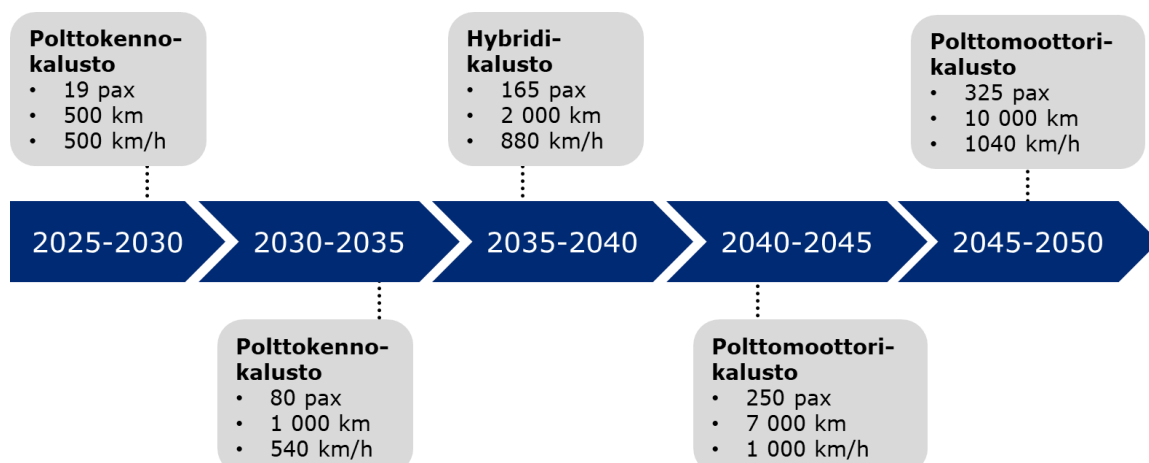 Polttokenno-
kalusto
• 19 pax
• 500 km
• 500 km/h
Hybridi-
kalusto
• 165 pax
• 2 000 km
• 880 km/h
Polttomoottori-
kalusto
• 325 pax
• 10 000 km
• 1040 km/h
2025-2030
2030-2035
2035-2040
2040-2045
2045-2050
Polttokenno-
kalusto
• 80 pax
• 1 000 km
• 540 km/h
Polttomoottori-
kalusto
• 250 pax
• 7 000 km
• 1 000 km/h